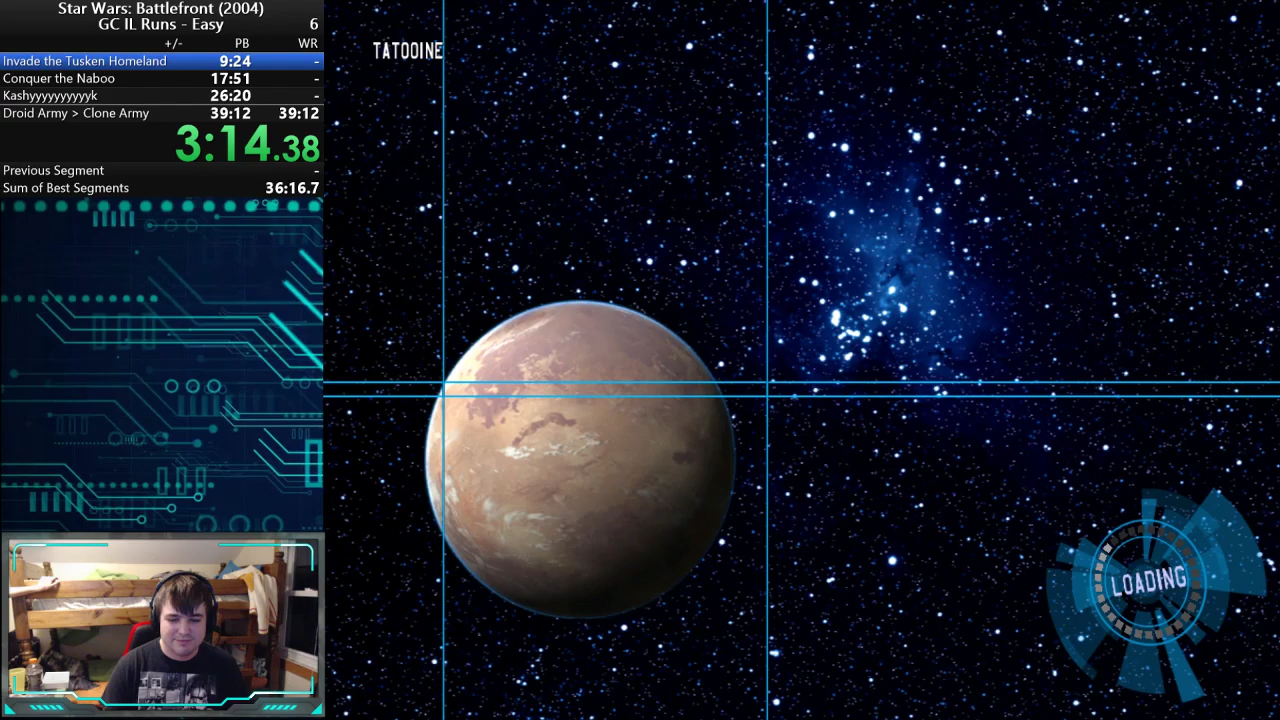 Star Wars: Battlefront (2004)
GC IL Runs - Easy 6
+/- PB WR
Invade the Tusken Homeland 9:24 -
Conquer the Naboo 17:51 -
Kashyyyyyyyyyk 26:20 -
Droid Army > Clone Army 39:12 39:12
3:14.38
Previous Segment -
Sum of Best Segments 36:16.7
TATOOINE
LOADING